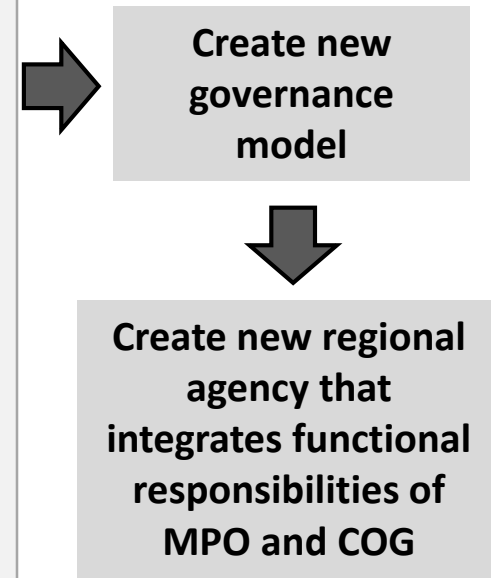 Create new
governance
model
Create new regional
agency that
integrates functional
responsibilities of
MPO and COG